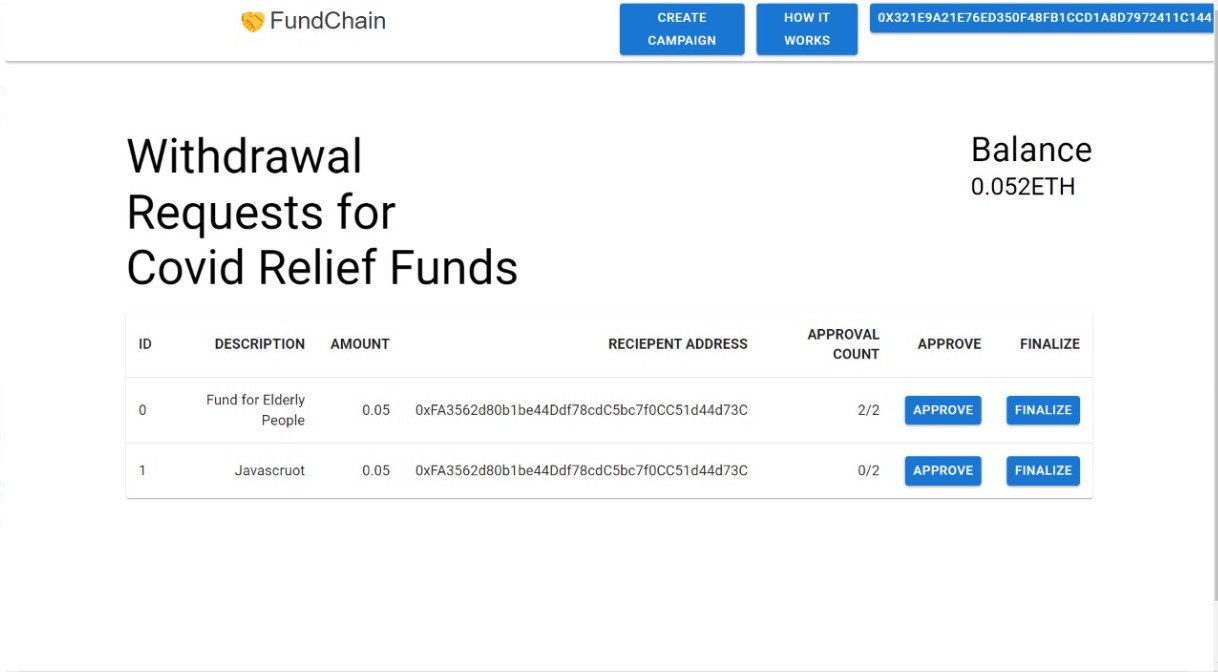 🤝 FundChain
CREATE
CAMPAIGN
HOW IT
WORKS
0X321E9A21E76ED350F48FB1CCD1A8D7972411C144
Withdrawal
Requests for
Covid Relief Funds
Balance
0.052ETH
ID DESCRIPTION AMOUNT RECIEPENT ADDRESS APPROVAL COUNT APPROVE FINALIZE
0 Fund for Elderly People 0.05 0xFA3562d80b1be44Ddf78cdC5bc7f0CC51d44d73C 2/2 APPROVE FINALIZE
1 Javascruot 0.05 0xFA3562d80b1be44Ddf78cdC5bc7f0CC51d44d73C 0/2 APPROVE FINALIZE